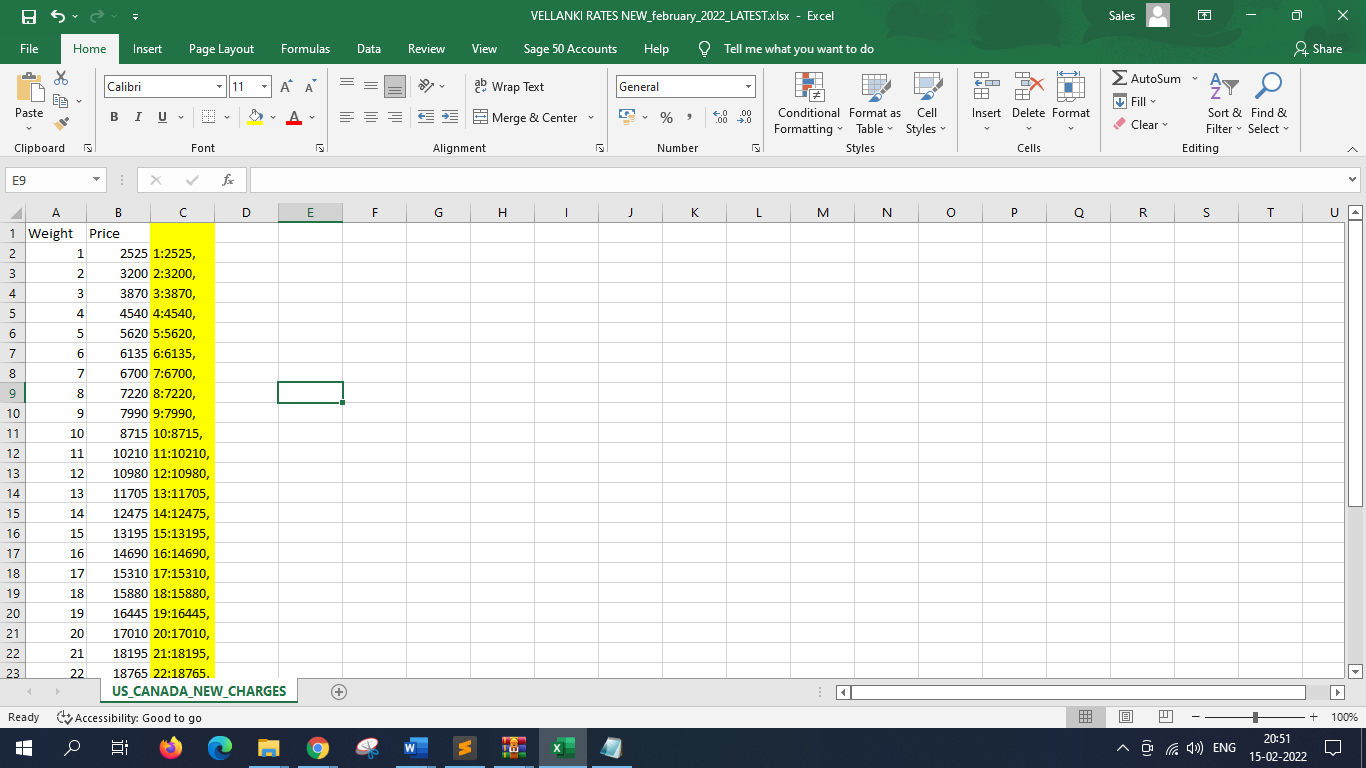 VELLANKI RATES NEW_february_2022_LATEST.xlsx - Excel
Sales
File Home Insert Page Layout Formulas Data Review View Sage 50 Accounts Help Tell me what you want to do Share
Paste
Clipboard
Calibri 11
B I U
Font
Wrap Text
Merge & Center
Alignment
General
Number
Conditional Formatting
Format as Table
Cell Styles
Styles
Insert
Delete
Format
Cells
AutoSum
Fill
Clear
Sort & Filter
Find & Select
Editing
E9 fx
A B C D E F G H I J K L M N O P Q R S T U
1 Weight Price
2 1 2525 1:2525,
3 2 3200 2:3200,
4 3 3870 3:3870,
5 4 4540 4:4540,
6 5 5620 5:5620,
7 6 6135 6:6135,
8 7 6700 7:6700,
9 8 7220 8:7220,
10 9 7990 9:7990,
11 10 8715 10:8715,
12 11 10210 11:10210,
13 12 10980 12:10980,
14 13 11705 13:11705,
15 14 12475 14:12475,
16 15 13195 15:13195,
17 16 14690 16:14690,
18 17 15310 17:15310,
19 18 15880 18:15880,
20 19 16445 19:16445,
21 20 17010 20:17010,
22 21 18195 21:18195,
23 22 18765 22:18765,
US_CANADA_NEW_CHARGES
Ready Accessibility: Good to go 100%
ENG
20:51
15-02-2022